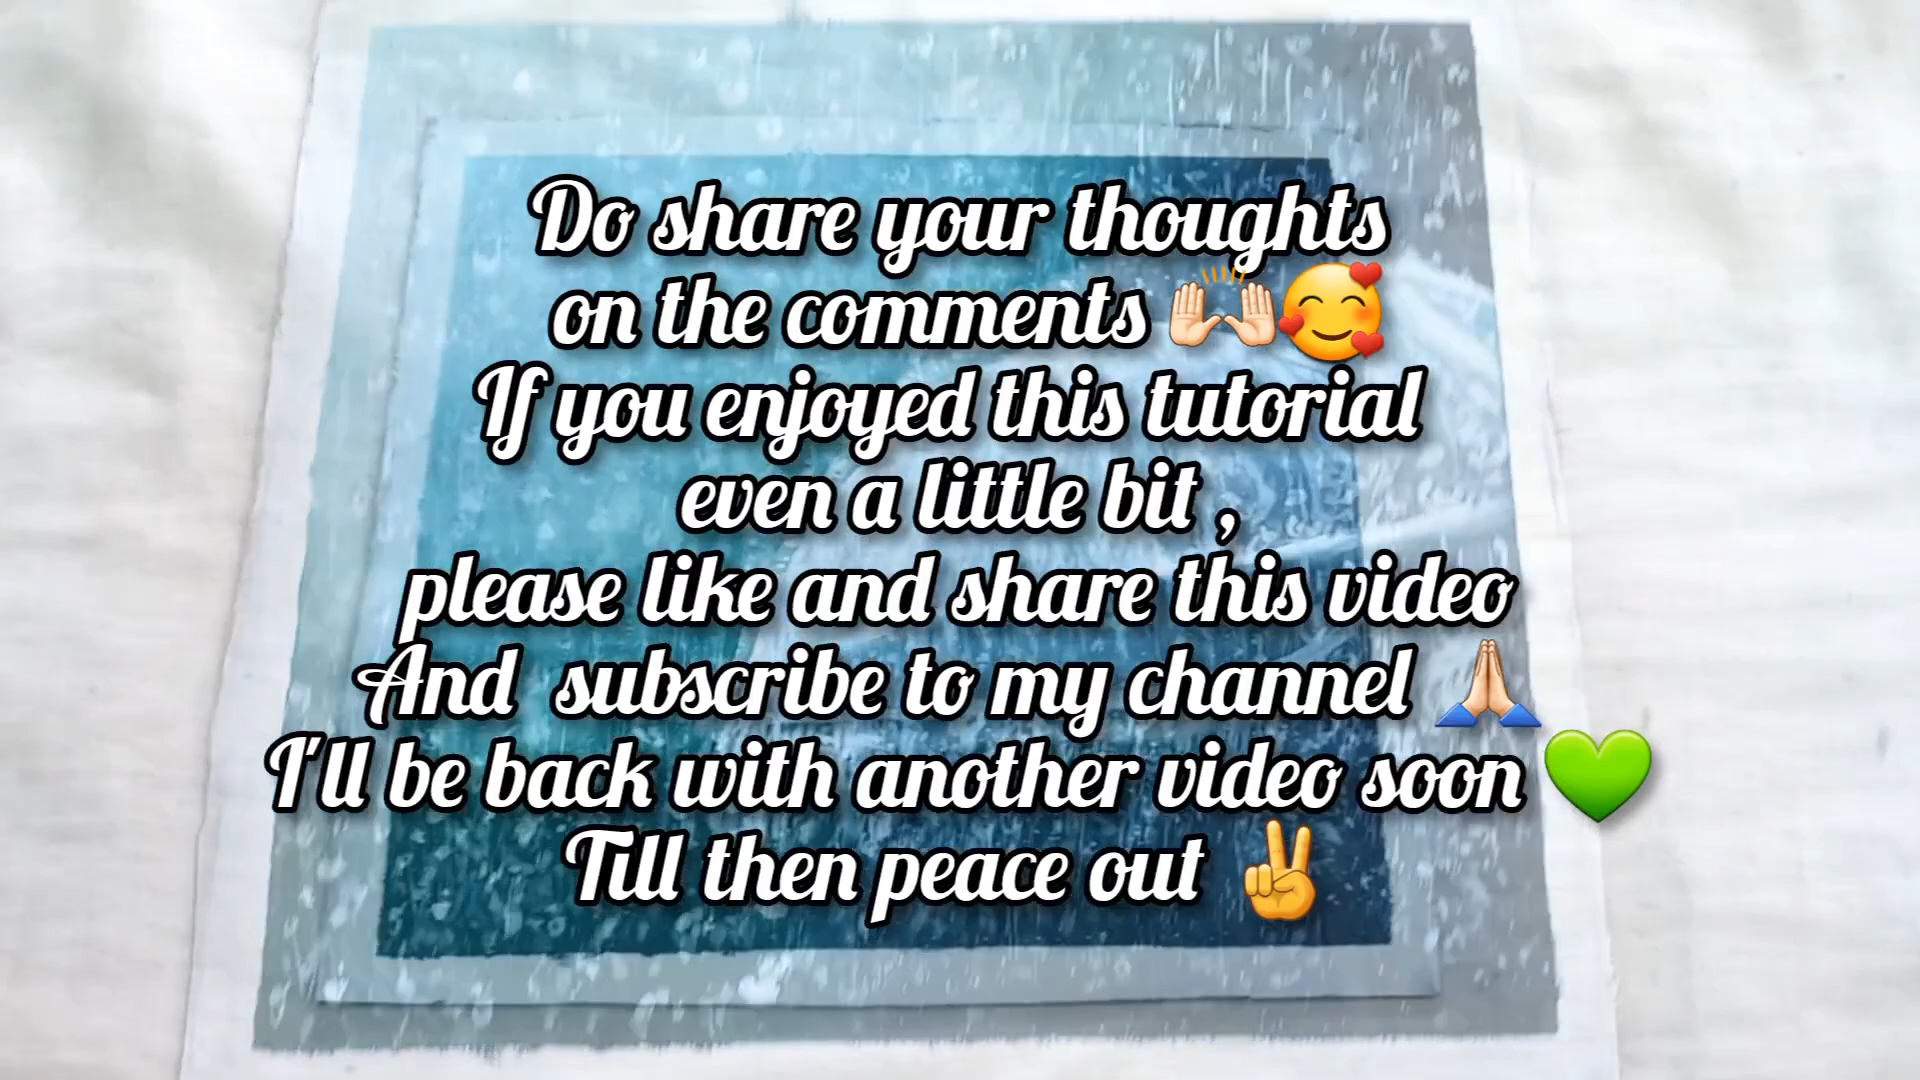 Do share your thoughts
on the comments 🙌🏻🥰
If you enjoyed this tutorial
even a little bit ,
please like and share this video
And  subscribe to my channel 🙏🏻
I'll be back with another video soon 💚
Till then peace out ✌️